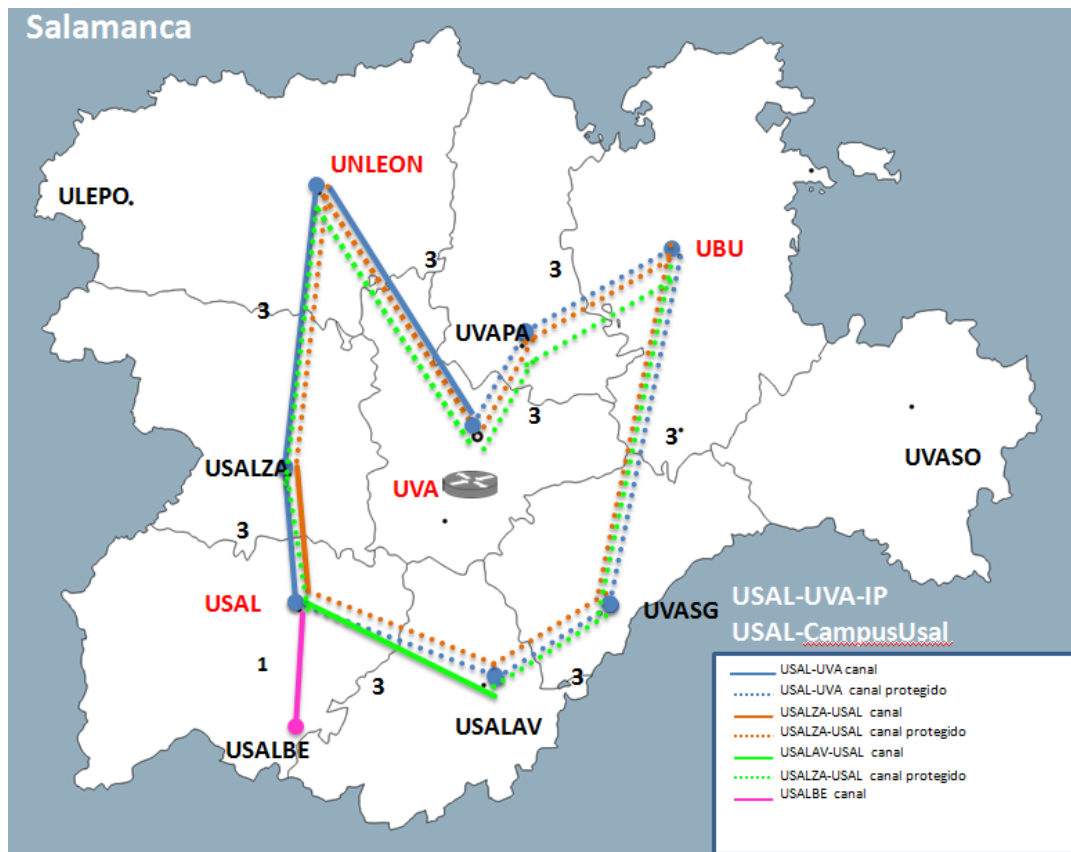 Salamanca
UNLEON
ULEPO
UBU
3
3
3
UVAPA
3
6
3
UVASO
USALZA
UVA
3
USAL
UVASG
USAL-UVA-IP
USAL-CampusUsal
1
3
3
USALAV
USALBE
USAL-UVA canal
USAL-UVA canal protegido
USALZA-USAL canal
USALZA-USAL canal protegido
USALAV-USAL canal
USALZA-USAL canal protegido
USALBE canal